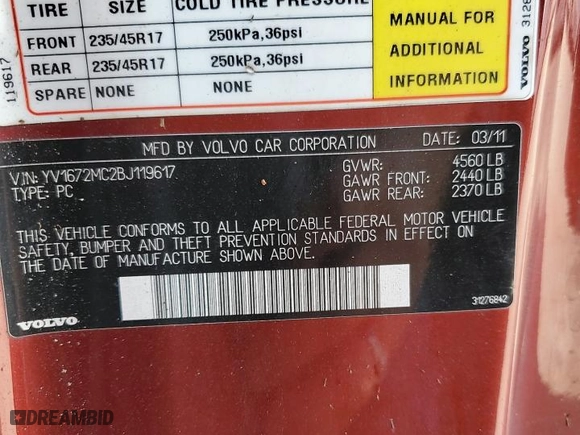 TIRE SIZE COLD TIRE PRESSURE
FRONT 235/45R17 250kPa,36psi
REAR 235/45R17 250kPa,36psi
SPARE NONE NONE
MANUAL FOR
ADDITIONAL
INFORMATION
VOLVO 3126
119617
MFD BY VOLVO CAR CORPORATION DATE: 03/11
VIN: YV1672MC2BJ119617
TYPE: PC
GVWR: 4560 LB
GAWR FRONT: 2440 LB
GAWR REAR: 2370 LB
THIS VEHICLE CONFORMS TO ALL APPLICABLE FEDERAL MOTOR VEHICLE
SAFETY, BUMPER AND THEFT PREVENTION STANDARDS IN EFFECT ON
THE DATE OF MANUFACTURE SHOWN ABOVE.
31276842
VOLVO
DREAMBID